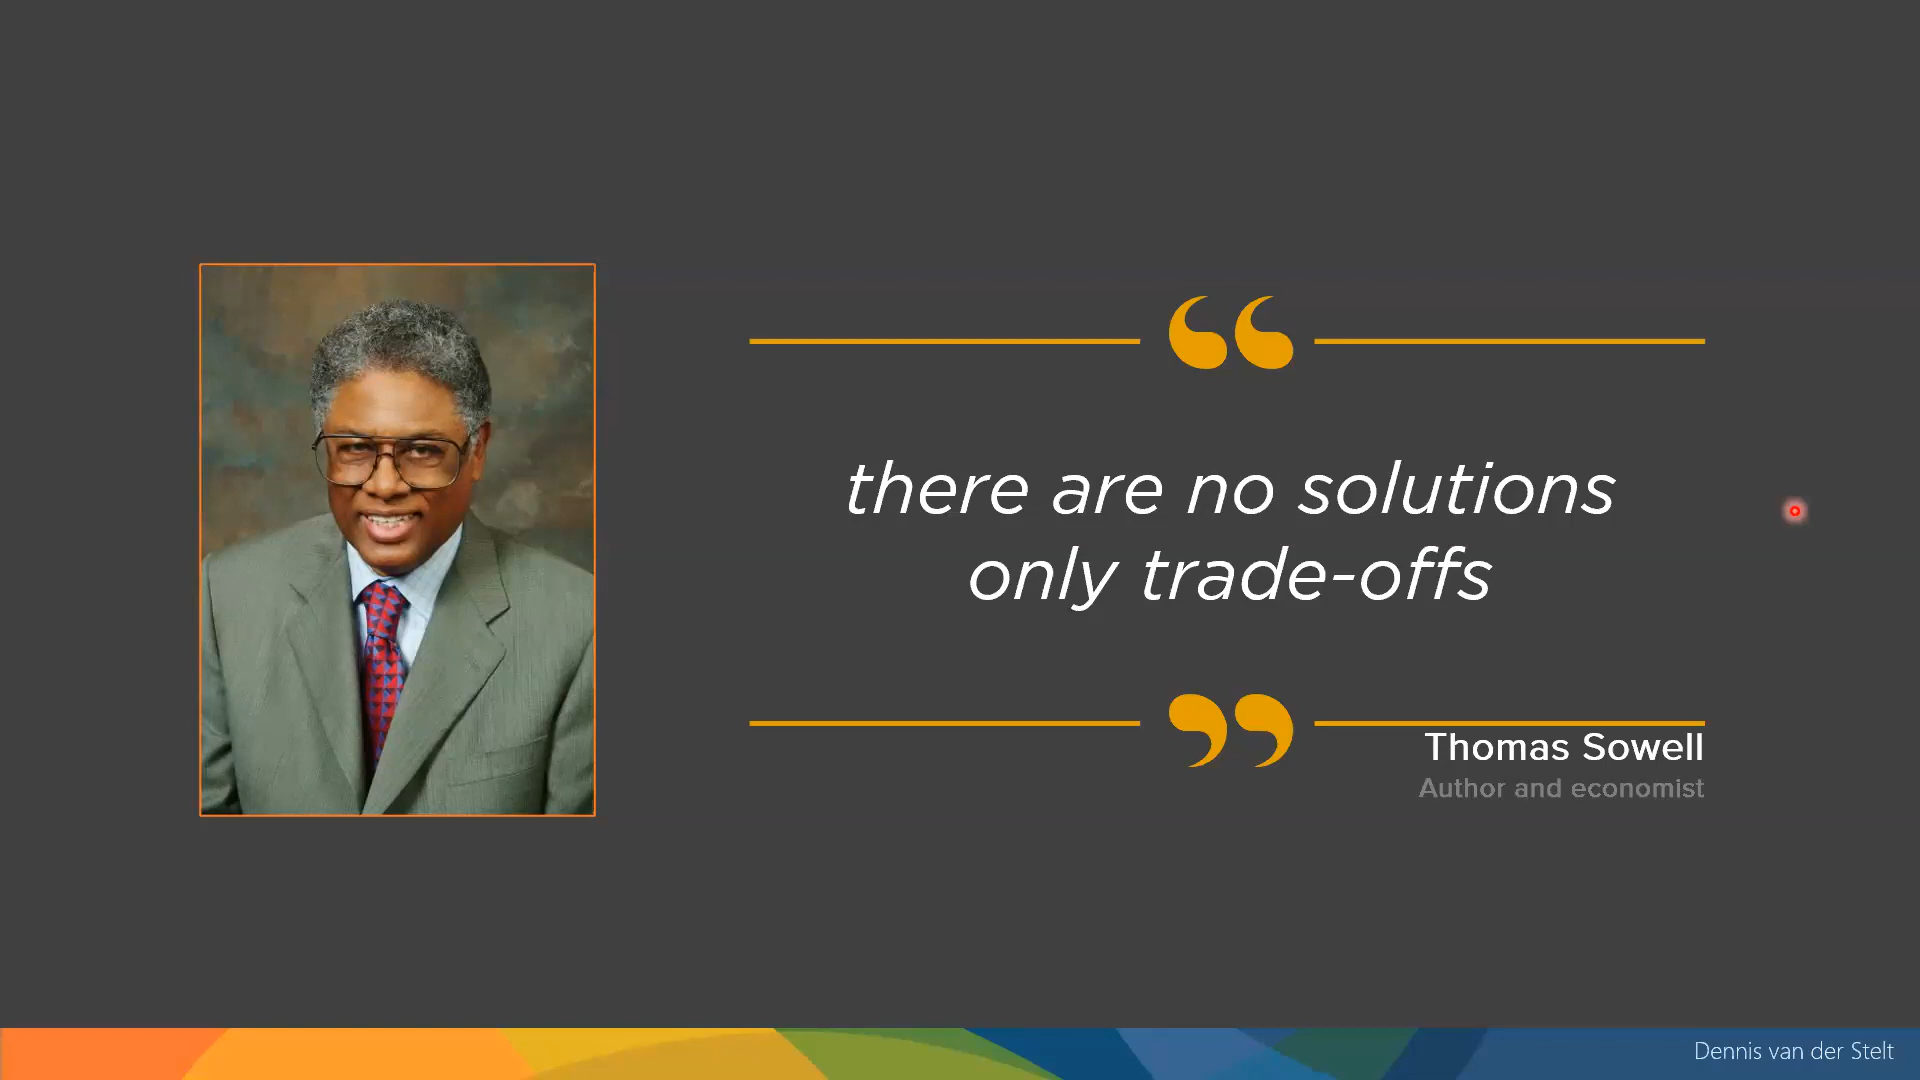 “
there are no solutions
only trade-offs
”
Thomas Sowell
Author and economist
Dennis van der Stelt